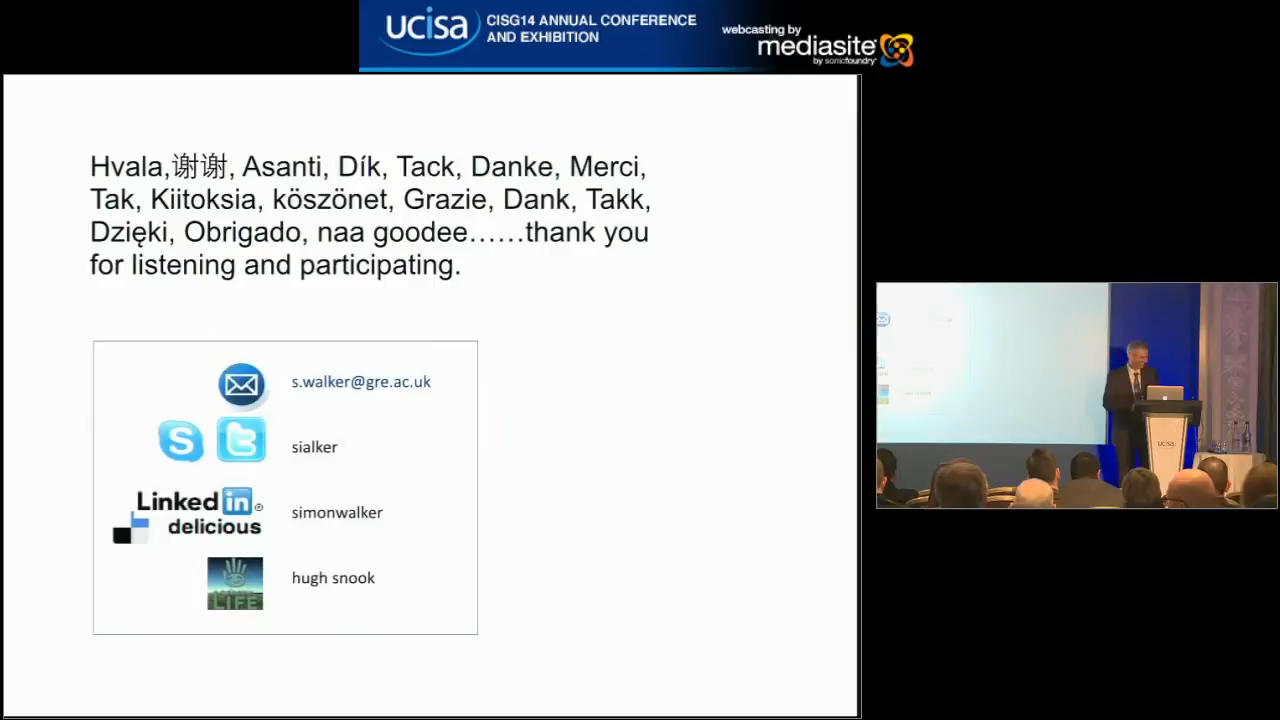 ucisa
CISG14 ANNUAL CONFERENCE
AND EXHIBITION
webcasting by
mediasite
by sonicfoundry
Hvala,谢谢, Asanti, Dík, Tack, Danke, Merci,
Tak, Kiitoksia, köszönet, Grazie, Dank, Takk,
Dzięki, Obrigado, naa goodee……thank you
for listening and participating.
s.walker@gre.ac.uk
sialker
Linked in ®
delicious
simonwalker
hugh snook
LIFE
ucisa